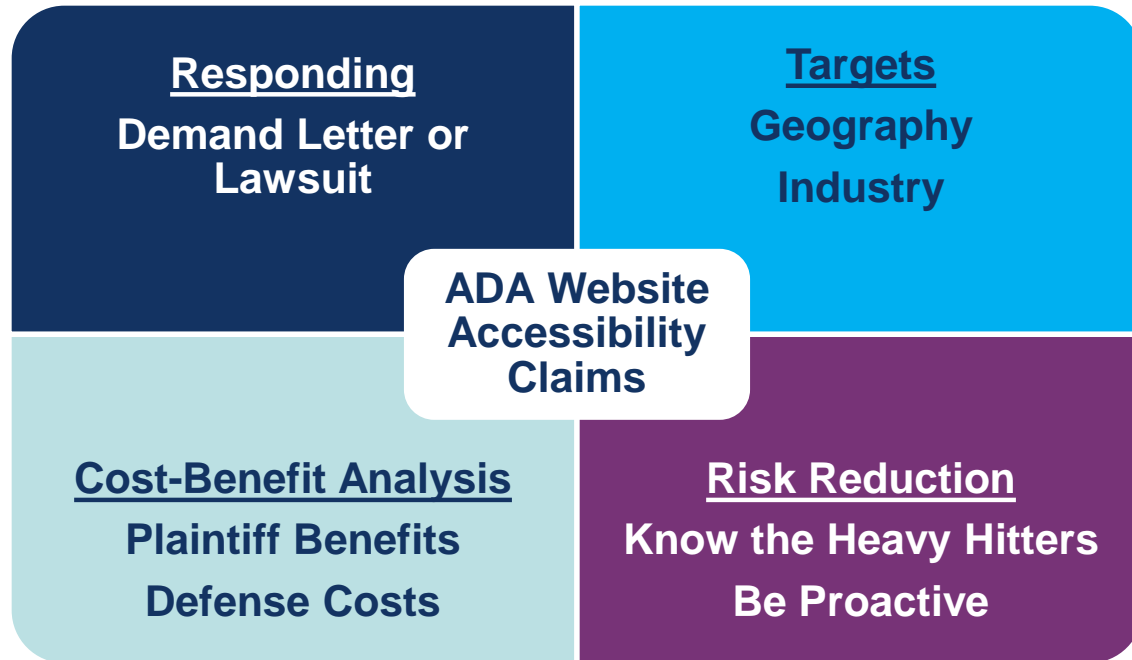 Responding
Demand Letter or
Lawsuit
Targets
Geography
Industry
ADA Website
Accessibility
Claims
Cost-Benefit Analysis
Plaintiff Benefits
Defense Costs
Risk Reduction
Know the Heavy Hitters
Be Proactive